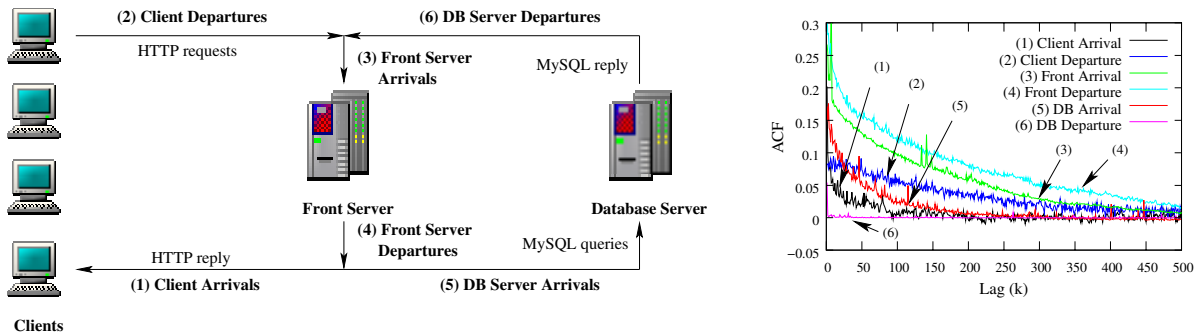 (2) Client Departures
(6) DB Server Departures
HTTP requests
(3) Front Server
Arrivals
MySQL reply
Front Server
Database Server
(4) Front Server
Departures
MySQL queries
HTTP reply
(1) Client Arrivals
(5) DB Server Arrivals
Clients
0.3
0.25
0.2
0.15
0.1
0.05
0
−0.05
ACF
(1) Client Arrival
(2) Client Departure
(3) Front Arrival
(4) Front Departure
(5) DB Arrival
(6) DB Departure
(1)
(2)
(5)
(3)
(4)
(6)
0 50 100 150 200 250 300 350 400 450 500
Lag (k)